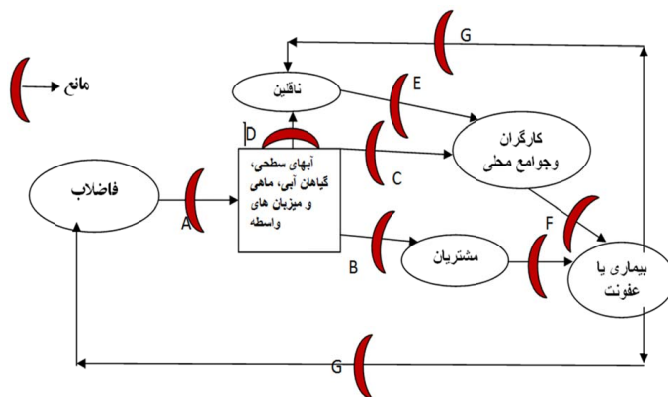 G
مانع
ناقلین
E
کارگران
وجوامع محلی
D
آبهای سطحی،
گیاهان آبی، ماهی
و میزبان های
واسطه
C
فاضلاب
A
F
B
مشتریان
بیماری یا
عفونت
G